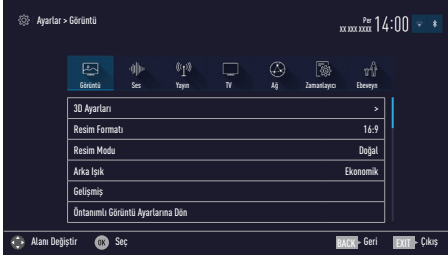 Ayarlar > Görüntü
Per
xx xxx xxxx 14:00
Görüntü Ses Yayın TV Ağ Zamanlayıcı Ebeveyn
3D Ayarları >
Resim Formatı 16:9
Resim Modu Doğal
Arka Işık Ekonomik
Gelişmiş
Öntanımlı Görüntü Ayarlarına Dön
Alanı Değiştir OK Seç BACK Geri EXIT Çıkış